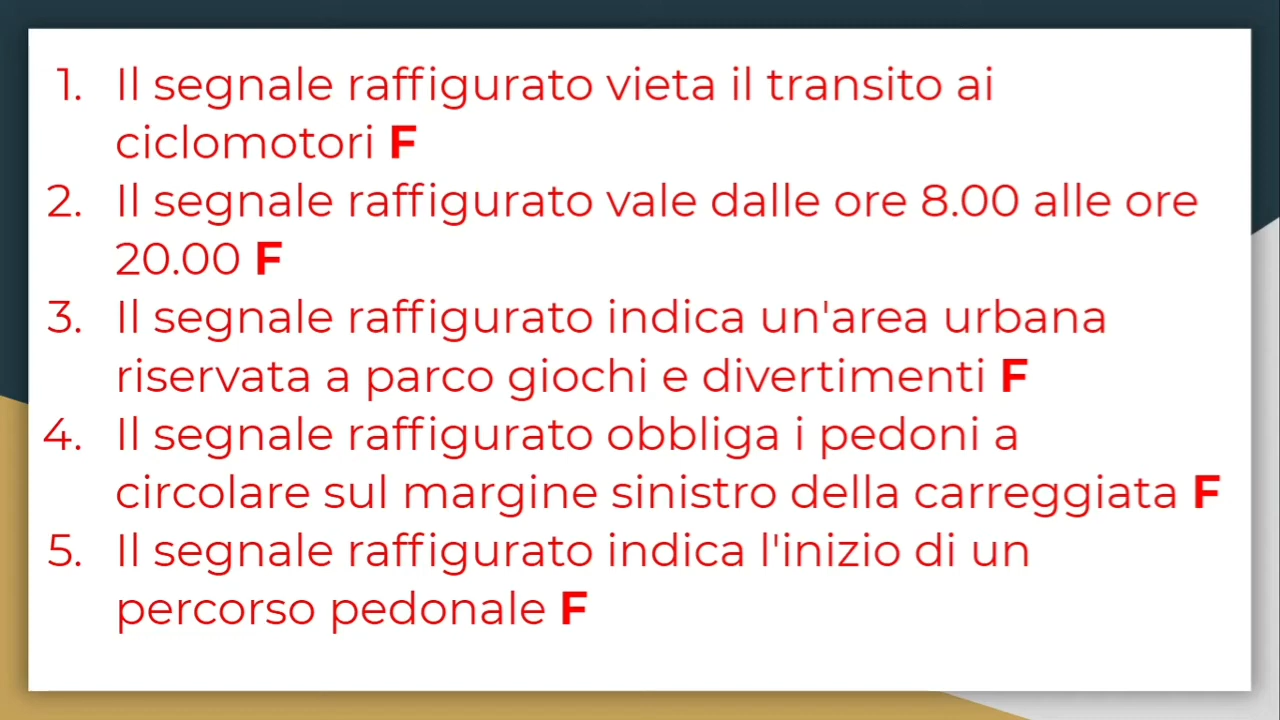 1. Il segnale raffigurato vieta il transito ai
ciclomotori F
2. Il segnale raffigurato vale dalle ore 8.00 alle ore
20.00 F
3. Il segnale raffigurato indica un'area urbana
riservata a parco giochi e divertimenti F
4. Il segnale raffigurato obbliga i pedoni a
circolare sul margine sinistro della carreggiata F
5. Il segnale raffigurato indica l'inizio di un
percorso pedonale F